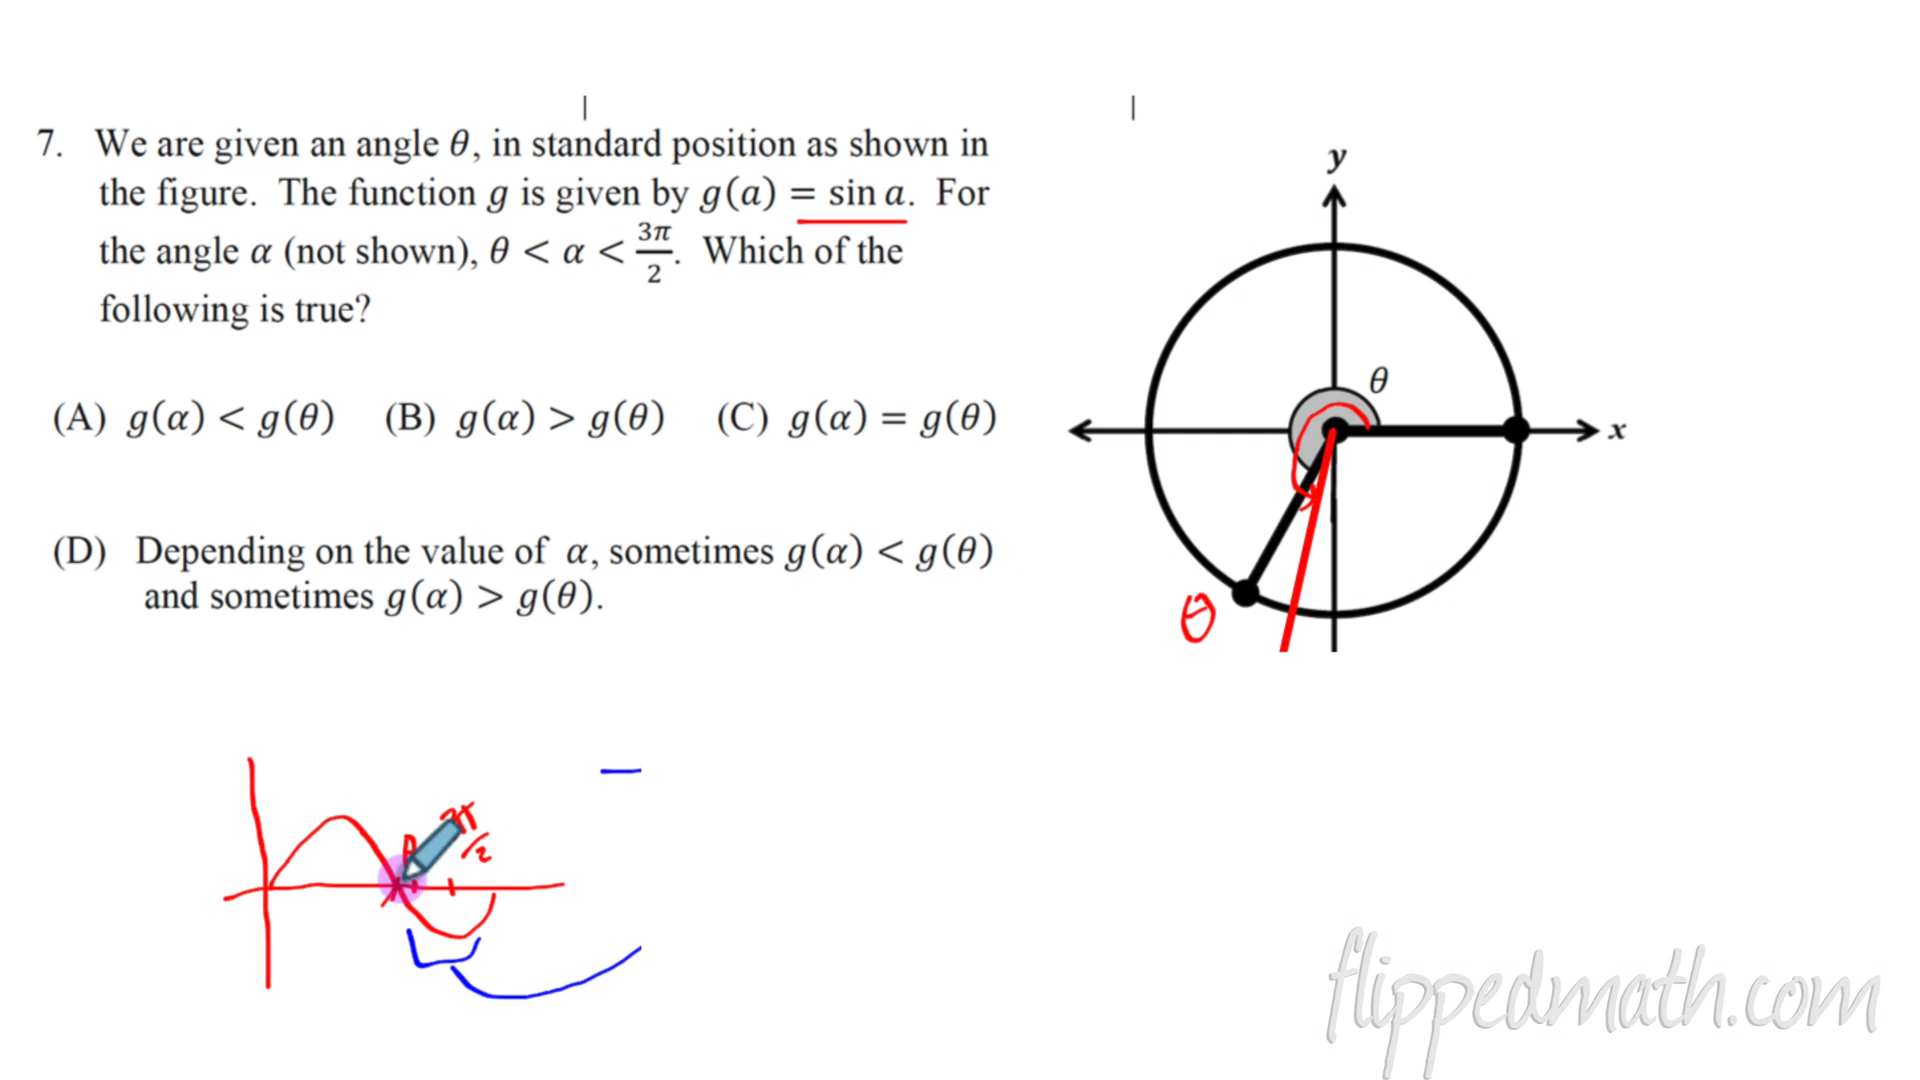 7. We are given an angle θ, in standard position as shown in
the figure. The function g is given by g(a) = sin a. For
the angle α (not shown), θ < α < 3π/2. Which of the
following is true?
(A) g(α) < g(θ) (B) g(α) > g(θ) (C) g(α) = g(θ)
(D) Depending on the value of α, sometimes g(α) < g(θ)
and sometimes g(α) > g(θ).
y
θ
x
θ
π/2
flippedmath.com